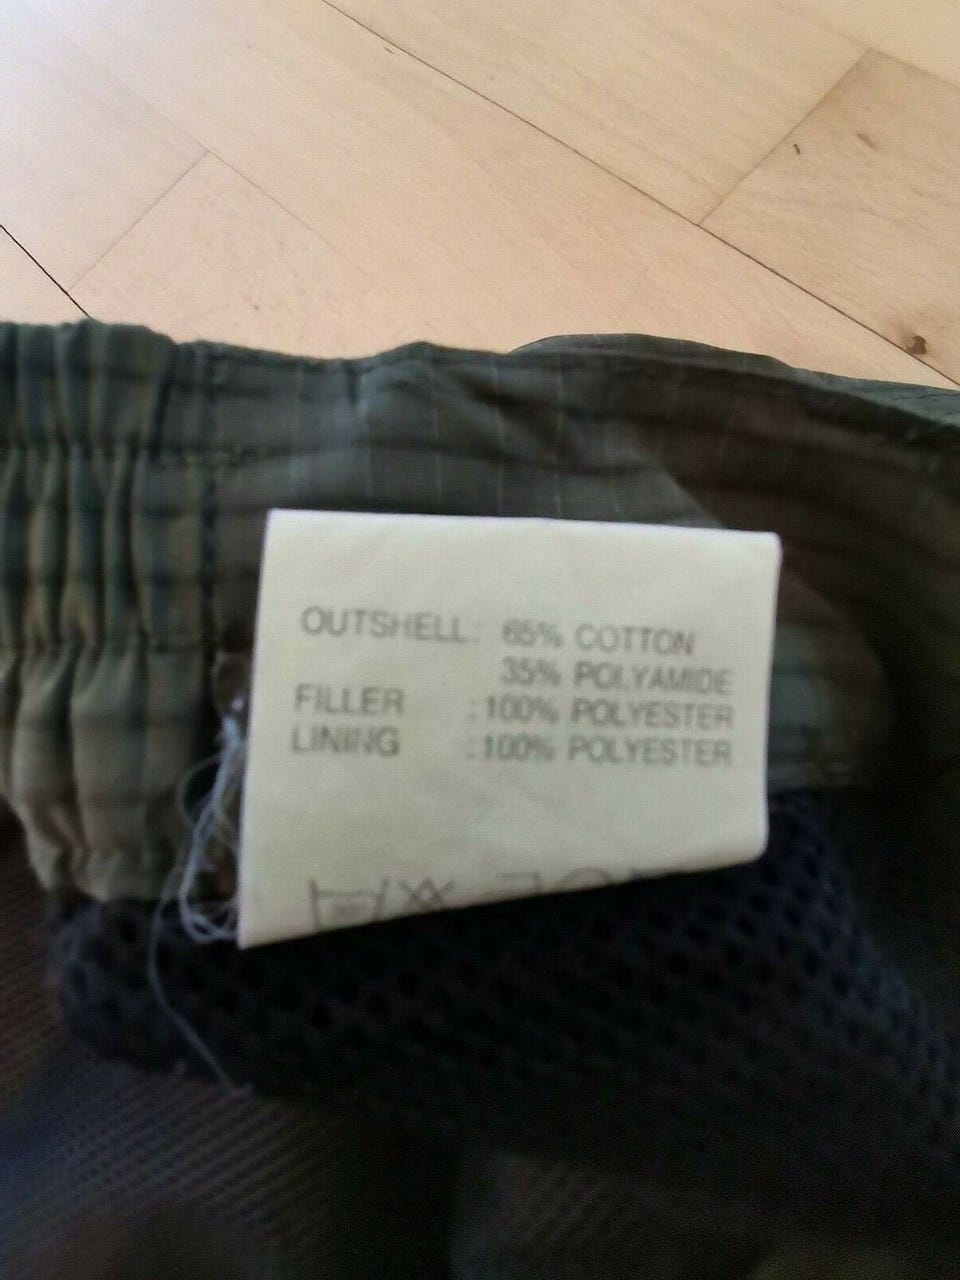 OUTSHELL: 65% COTTON
35% POLYAMIDE
FILLER :100% POLYESTER
LINING :100% POLYESTER